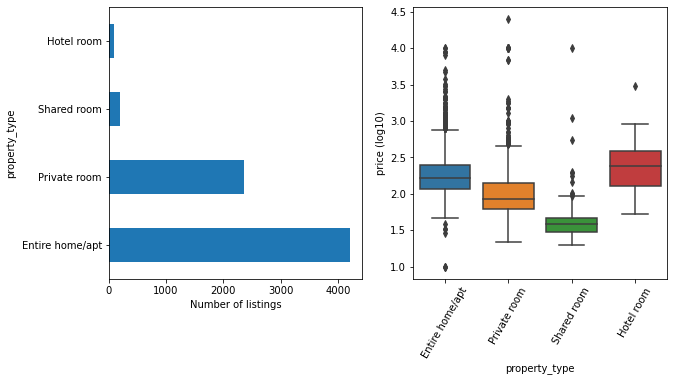 property_type
Hotel room
Shared room
Private room
Entire home/apt
0
1000
2000
3000
4000
Number of listings
price (log10)
4.5
4.0
3.5
3.0
2.5
2.0
1.5
1.0
Entire home/apt
Private room
Shared room
Hotel room
property_type